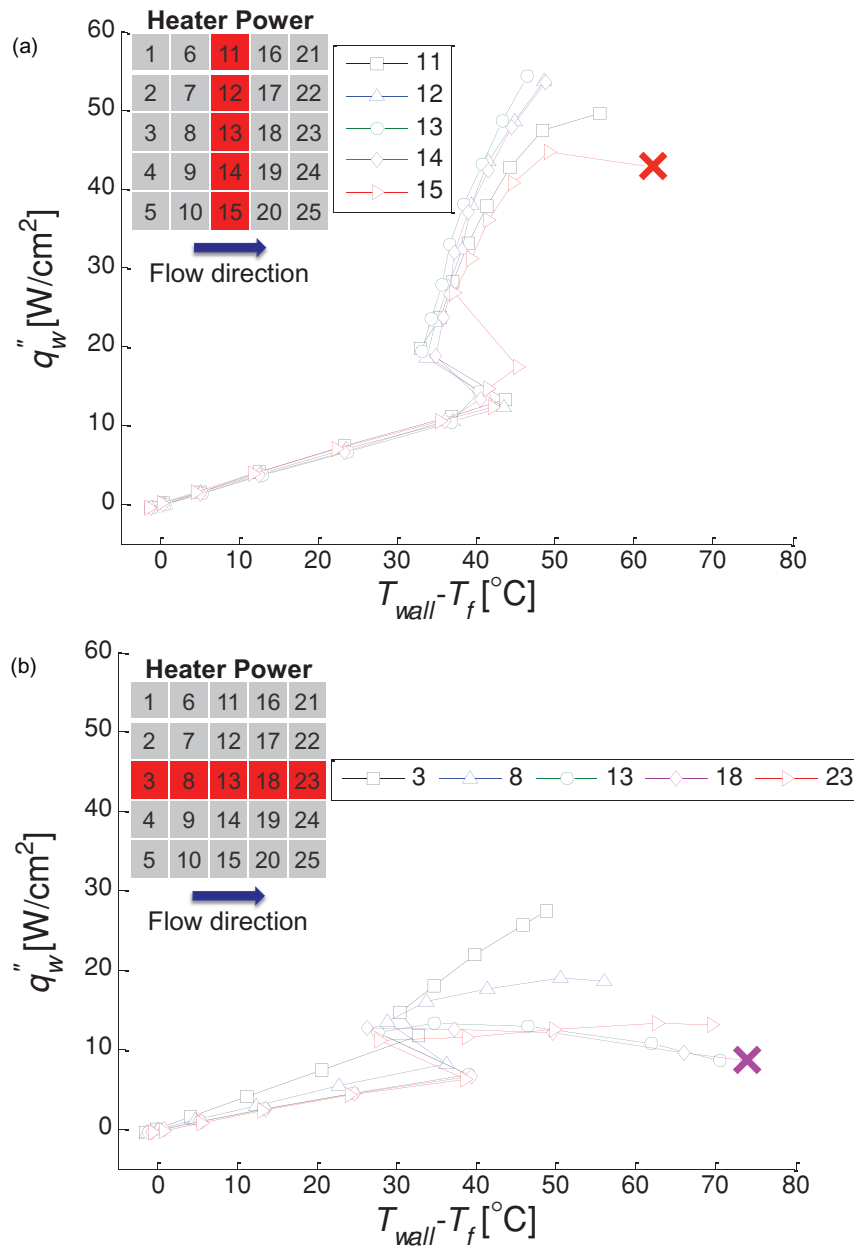 (a)
Heater Power
1 6 11 16 21
2 7 12 17 22
3 8 13 18 23
4 9 14 19 24
5 10 15 20 25
Flow direction
11
12
13
14
15
60
50
40
30
20
10
0
q''w [W/cm²]
0 10 20 30 40 50 60 70 80
Twall-Tf [°C]
(b)
Heater Power
1 6 11 16 21
2 7 12 17 22
3 8 13 18 23
4 9 14 19 24
5 10 15 20 25
Flow direction
3 8 13 18 23
60
50
40
30
20
10
0
q''w [W/cm²]
0 10 20 30 40 50 60 70 80
Twall-Tf [°C]